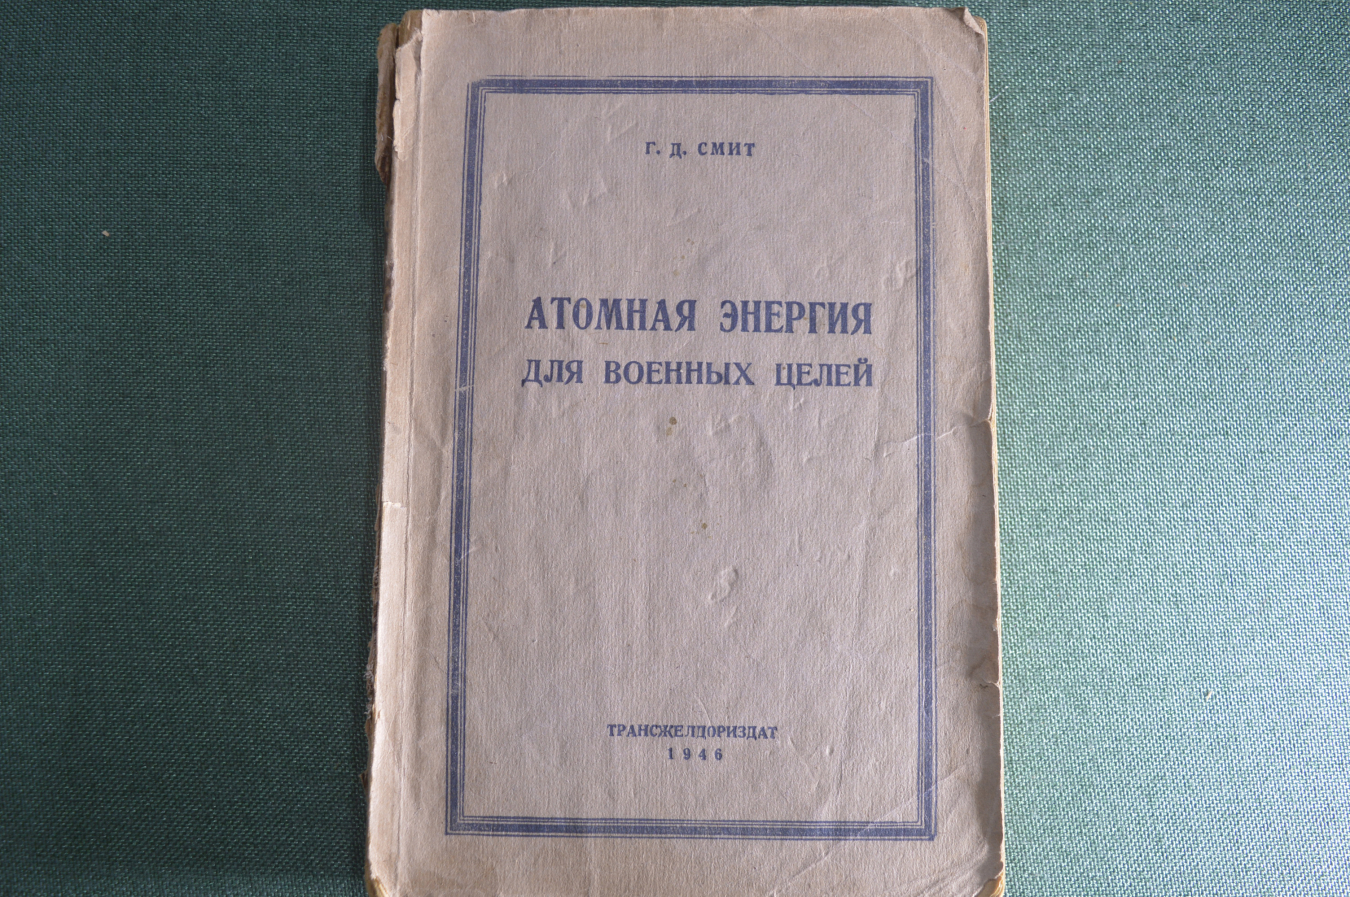 Г. Д. СМИТ
АТОМНАЯ ЭНЕРГИЯ
ДЛЯ ВОЕННЫХ ЦЕЛЕЙ
ТРАНСЖЕЛДОРИЗДАТ
1946